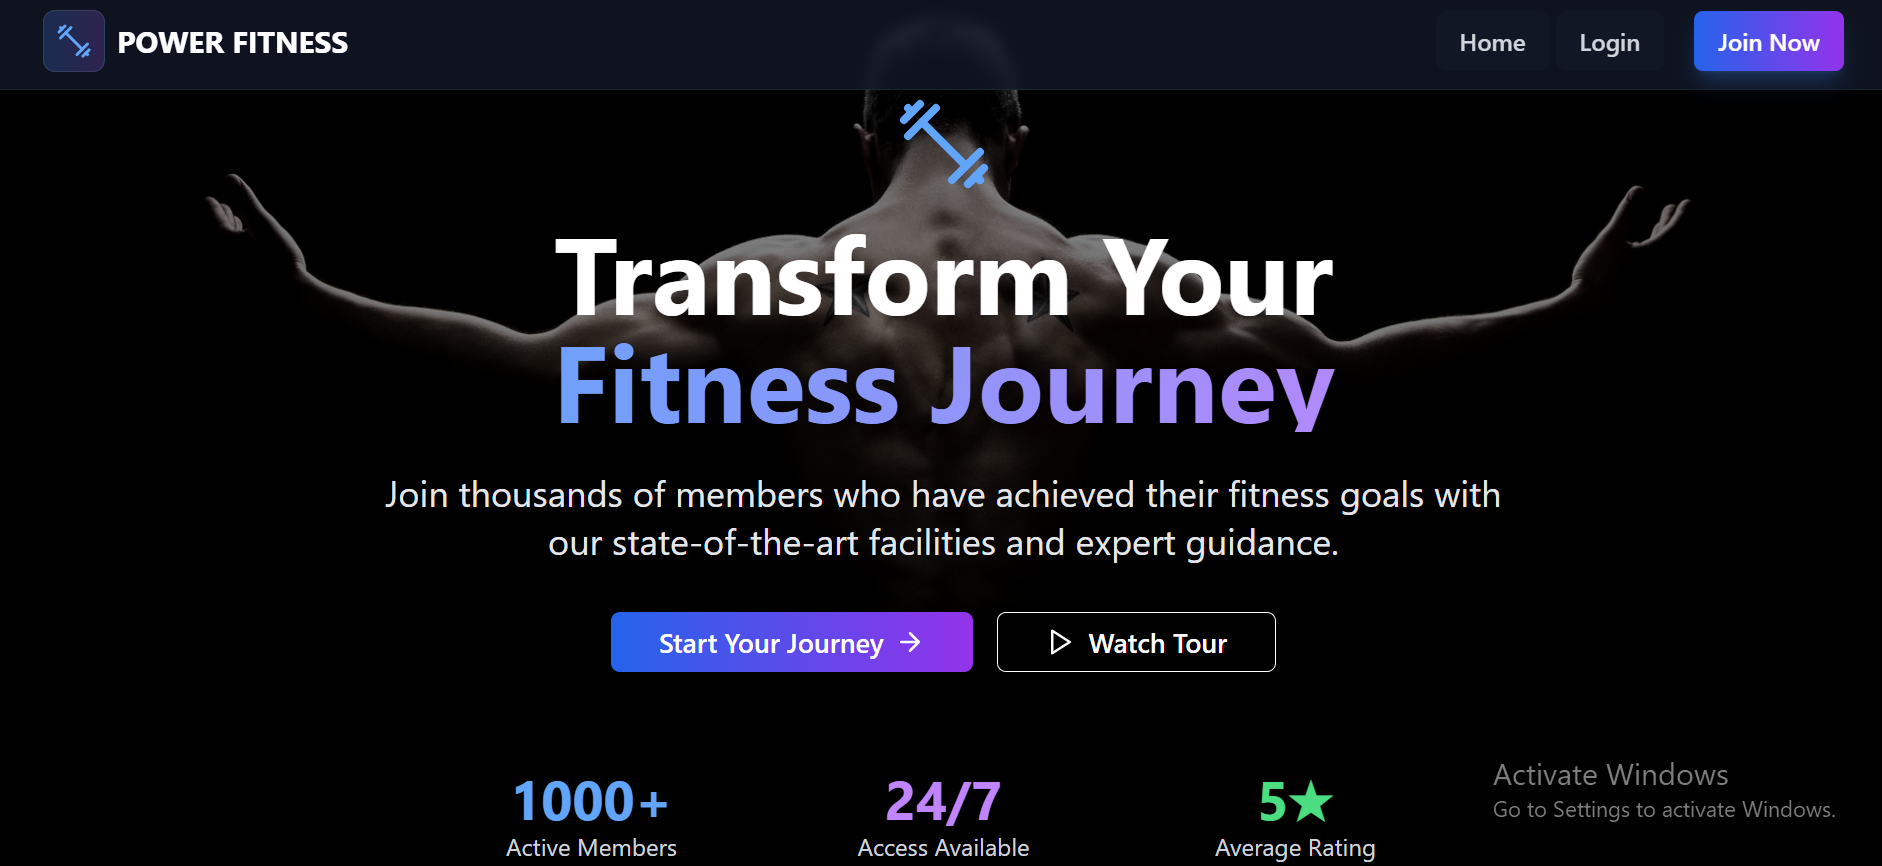 POWER FITNESS
Home
Login
Join Now
Transform Your
Fitness Journey
Join thousands of members who have achieved their fitness goals with
our state-of-the-art facilities and expert guidance.
Start Your Journey →
Watch Tour
1000+
Active Members
24/7
Access Available
5★
Average Rating
Activate Windows
Go to Settings to activate Windows.